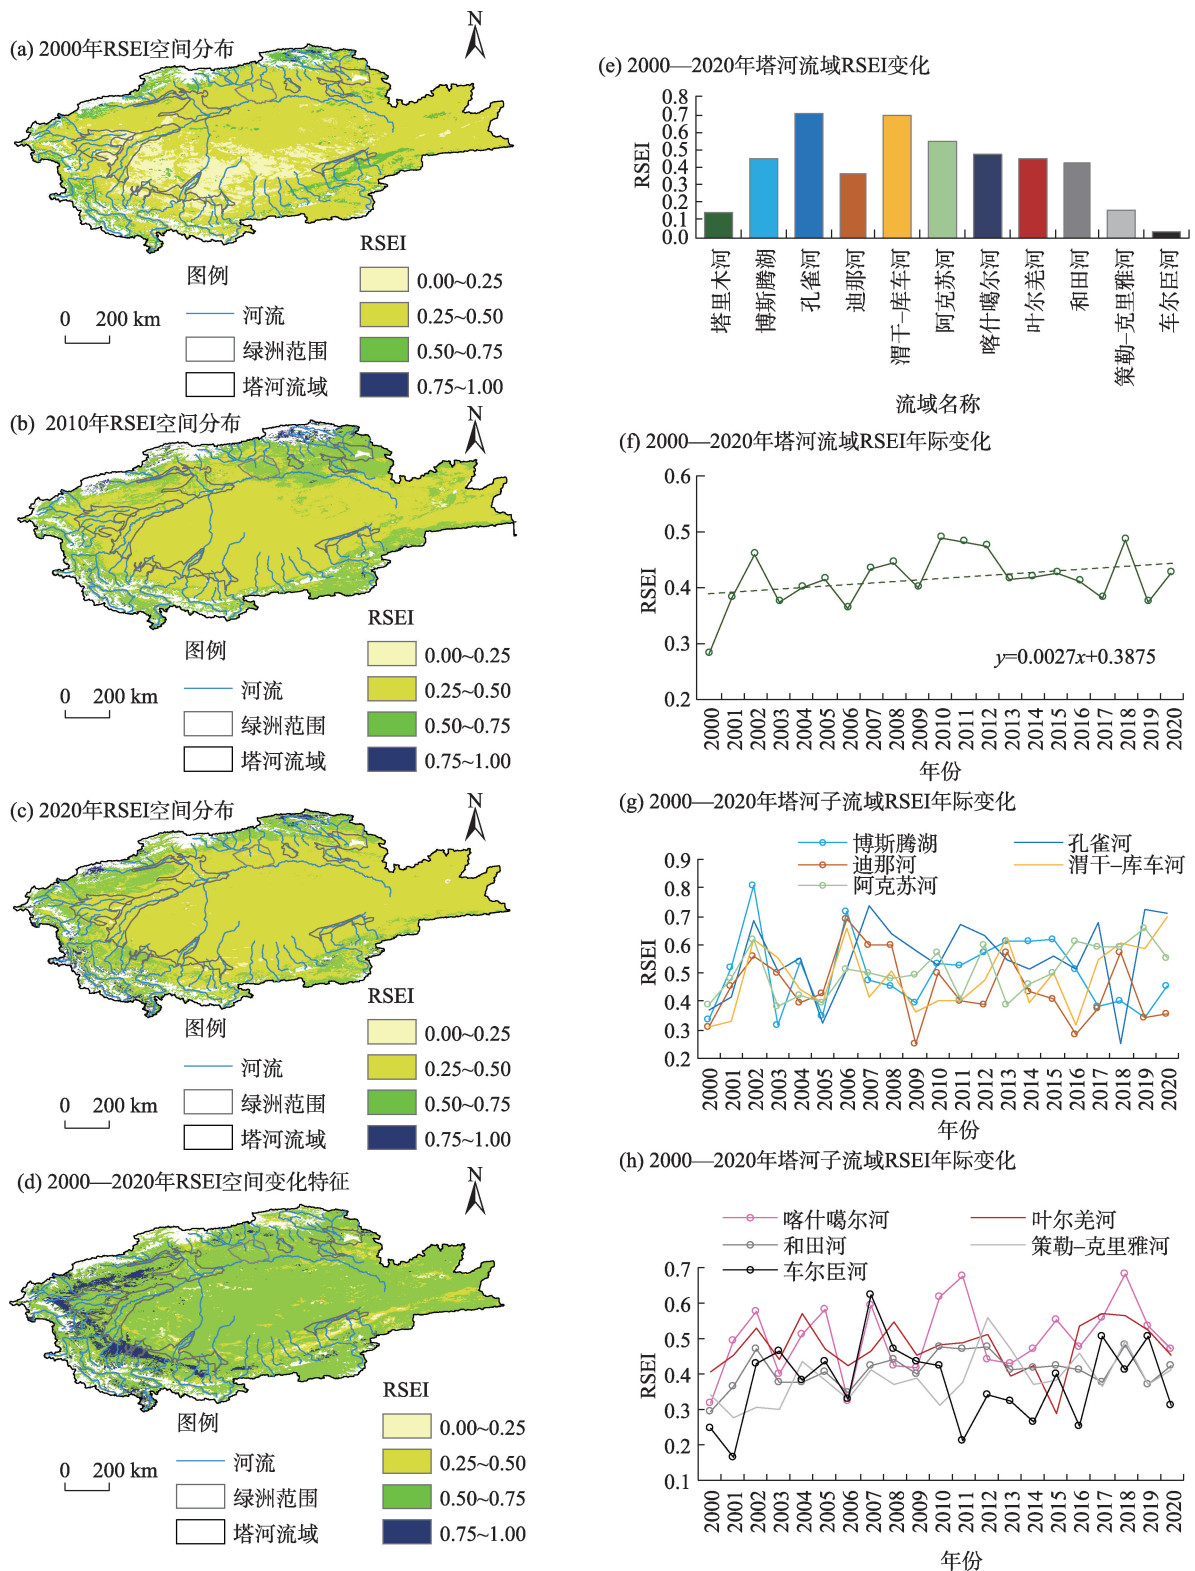 (a) 2000年RSEI空间分布
N
RSEI
图例
0.00~0.25
0 200 km
河流
0.25~0.50
绿洲范围
0.50~0.75
塔河流域
0.75~1.00
(b) 2010年RSEI空间分布
N
RSEI
图例
0.00~0.25
0 200 km
河流
0.25~0.50
绿洲范围
0.50~0.75
塔河流域
0.75~1.00
(c) 2020年RSEI空间分布
N
RSEI
图例
0.00~0.25
0 200 km
河流
0.25~0.50
绿洲范围
0.50~0.75
塔河流域
0.75~1.00
(d) 2000—2020年RSEI空间变化特征
N
RSEI
图例
0.00~0.25
0 200 km
河流
0.25~0.50
绿洲范围
0.50~0.75
塔河流域
0.75~1.00
(e) 2000—2020年塔河流域RSEI变化
RSEI
0.8
0.7
0.6
0.5
0.4
0.3
0.2
0.1
0.0
塔里木河
博斯腾湖
孔雀河
迪那河
渭干–库车河
阿克苏河
喀什噶尔河
叶尔羌河
和田河
策勒–克里雅河
车尔臣河
流域名称
(f) 2000—2020年塔河流域RSEI年际变化
RSEI
0.6
0.5
0.4
0.3
0.2
y=0.0027x+0.3875
2000 2001 2002 2003 2004 2005 2006 2007 2008 2009 2010 2011 2012 2013 2014 2015 2016 2017 2018 2019 2020
年份
(g) 2000—2020年塔河子流域RSEI年际变化
博斯腾湖 孔雀河
迪那河 渭干–库车河
阿克苏河
RSEI
0.9
0.8
0.7
0.6
0.5
0.4
0.3
0.2
2000 2001 2002 2003 2004 2005 2006 2007 2008 2009 2010 2011 2012 2013 2014 2015 2016 2017 2018 2019 2020
年份
(h) 2000—2020年塔河子流域RSEI年际变化
喀什噶尔河 叶尔羌河
和田河 策勒–克里雅河
车尔臣河
RSEI
0.7
0.6
0.5
0.4
0.3
0.2
0.1
2000 2001 2002 2003 2004 2005 2006 2007 2008 2009 2010 2011 2012 2013 2014 2015 2016 2017 2018 2019 2020
年份